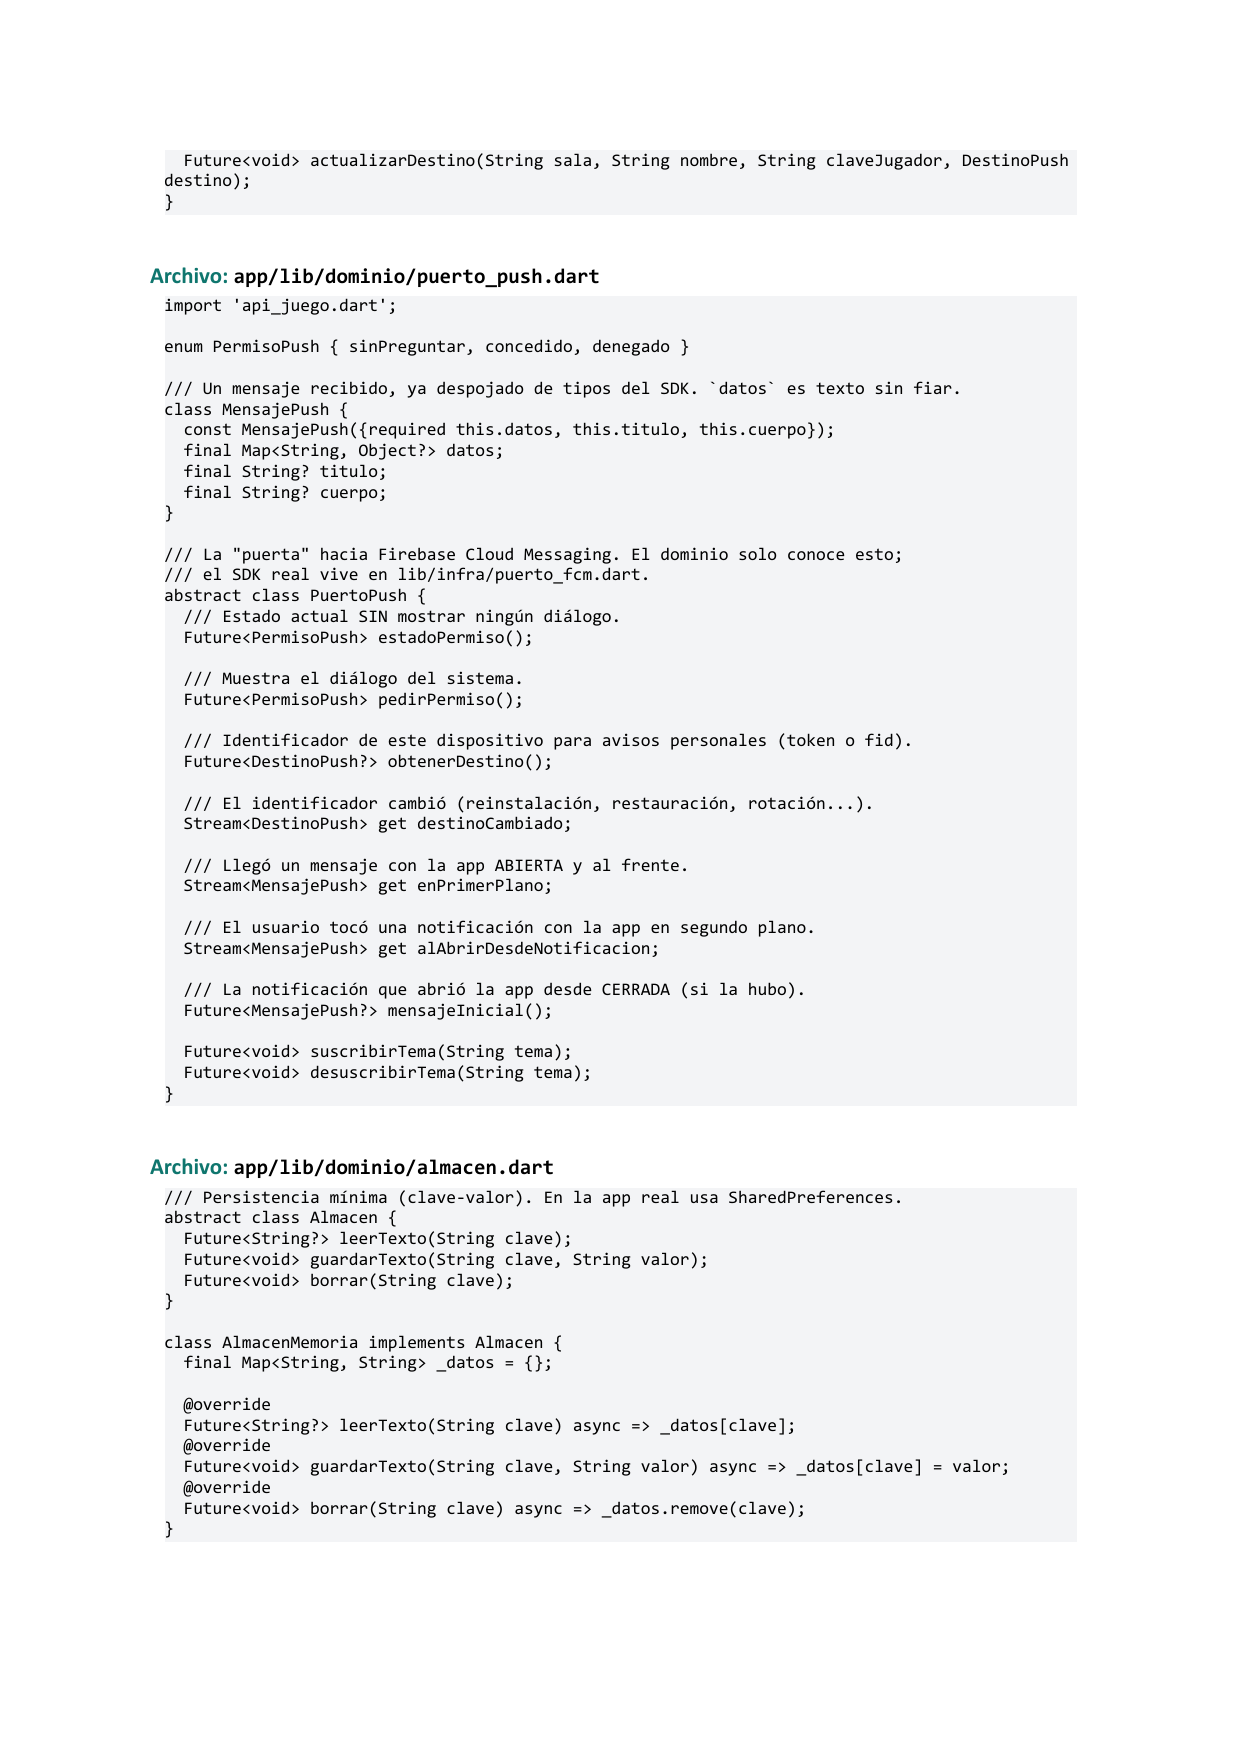 Future<void> actualizarDestino(String sala, String nombre, String claveJugador, DestinoPush
destino);
}
Archivo: app/lib/dominio/puerto_push.dart
import 'api_juego.dart';

enum PermisoPush { sinPreguntar, concedido, denegado }

/// Un mensaje recibido, ya despojado de tipos del SDK. `datos` es texto sin fiar.
class MensajePush {
  const MensajePush({required this.datos, this.titulo, this.cuerpo});
  final Map<String, Object?> datos;
  final String? titulo;
  final String? cuerpo;
}

/// La "puerta" hacia Firebase Cloud Messaging. El dominio solo conoce esto;
/// el SDK real vive en lib/infra/puerto_fcm.dart.
abstract class PuertoPush {
  /// Estado actual SIN mostrar ningún diálogo.
  Future<PermisoPush> estadoPermiso();

  /// Muestra el diálogo del sistema.
  Future<PermisoPush> pedirPermiso();

  /// Identificador de este dispositivo para avisos personales (token o fid).
  Future<DestinoPush?> obtenerDestino();

  /// El identificador cambió (reinstalación, restauración, rotación...).
  Stream<DestinoPush> get destinoCambiado;

  /// Llegó un mensaje con la app ABIERTA y al frente.
  Stream<MensajePush> get enPrimerPlano;

  /// El usuario tocó una notificación con la app en segundo plano.
  Stream<MensajePush> get alAbrirDesdeNotificacion;

  /// La notificación que abrió la app desde CERRADA (si la hubo).
  Future<MensajePush?> mensajeInicial();

  Future<void> suscribirTema(String tema);
  Future<void> desuscribirTema(String tema);
}
Archivo: app/lib/dominio/almacen.dart
/// Persistencia mínima (clave-valor). En la app real usa SharedPreferences.
abstract class Almacen {
  Future<String?> leerTexto(String clave);
  Future<void> guardarTexto(String clave, String valor);
  Future<void> borrar(String clave);
}

class AlmacenMemoria implements Almacen {
  final Map<String, String> _datos = {};

  @override
  Future<String?> leerTexto(String clave) async => _datos[clave];
  @override
  Future<void> guardarTexto(String clave, String valor) async => _datos[clave] = valor;
  @override
  Future<void> borrar(String clave) async => _datos.remove(clave);
}